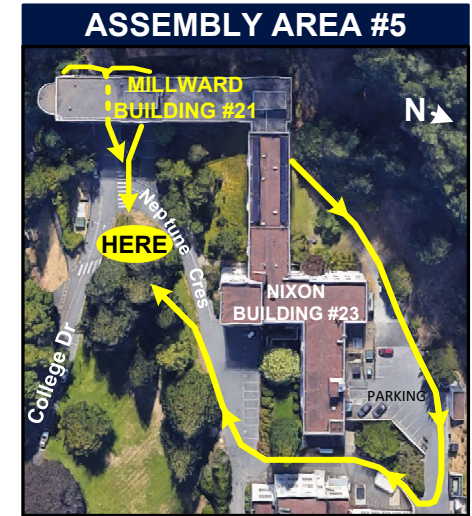 ASSEMBLY AREA #5
MILLWARD
BUILDING #21
N
Neptune Cres
HERE
NIXON
BUILDING #23
College Dr
PARKING